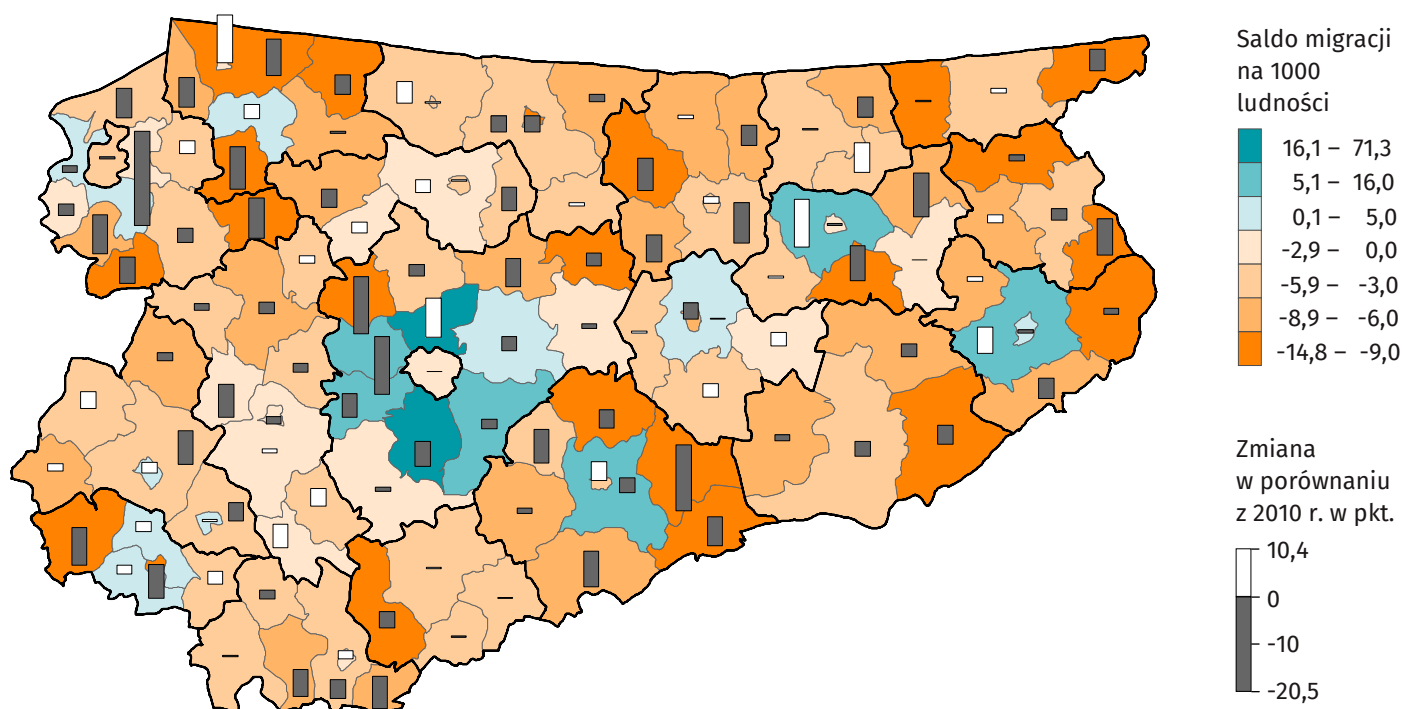 Saldo migracji
na 1000
ludności
16,1 – 71,3
5,1 – 16,0
0,1 – 5,0
-2,9 – 0,0
-5,9 – -3,0
-8,9 – -6,0
-14,8 – -9,0
Zmiana
w porównaniu
z 2010 r. w pkt.
10,4
0
-10
-20,5